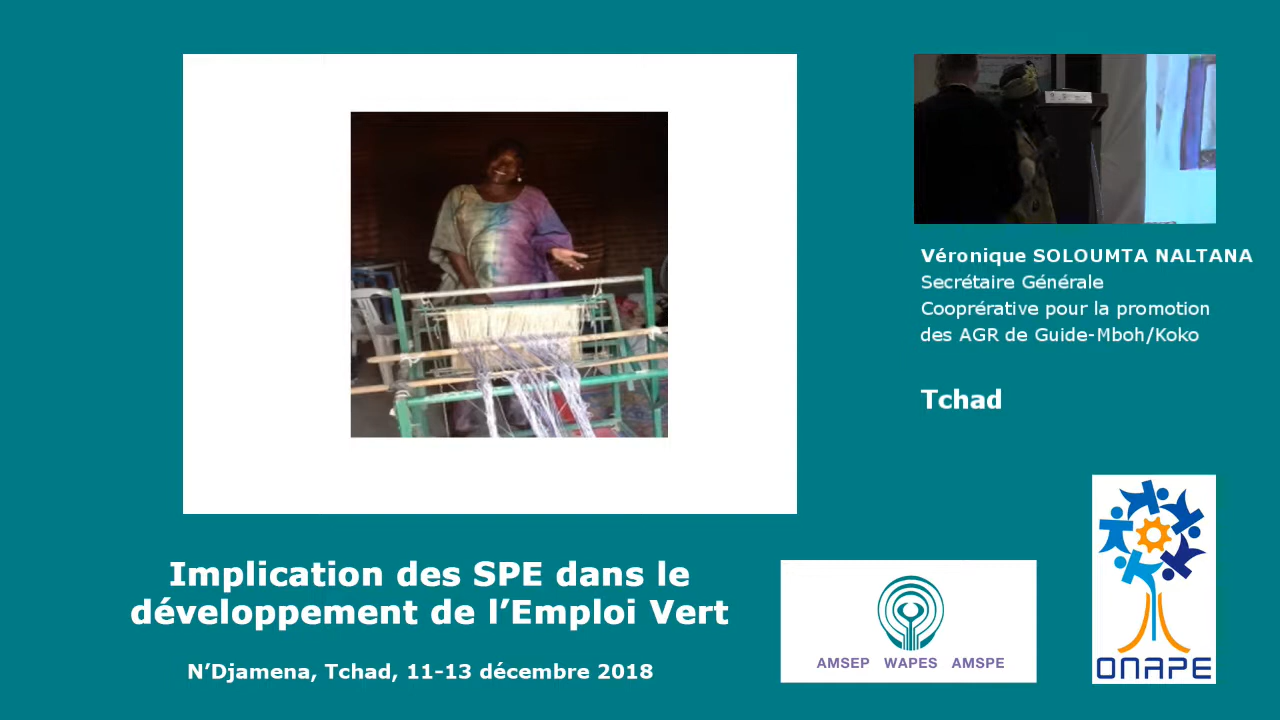 Véronique SOLOUMTA NALTANA
Secrétaire Générale
Cooprérative pour la promotion
des AGR de Guide-Mboh/Koko
Tchad
Implication des SPE dans le
développement de l’Emploi Vert
N’Djamena, Tchad, 11-13 décembre 2018
AMSEP WAPES AMSPE
ONAPE